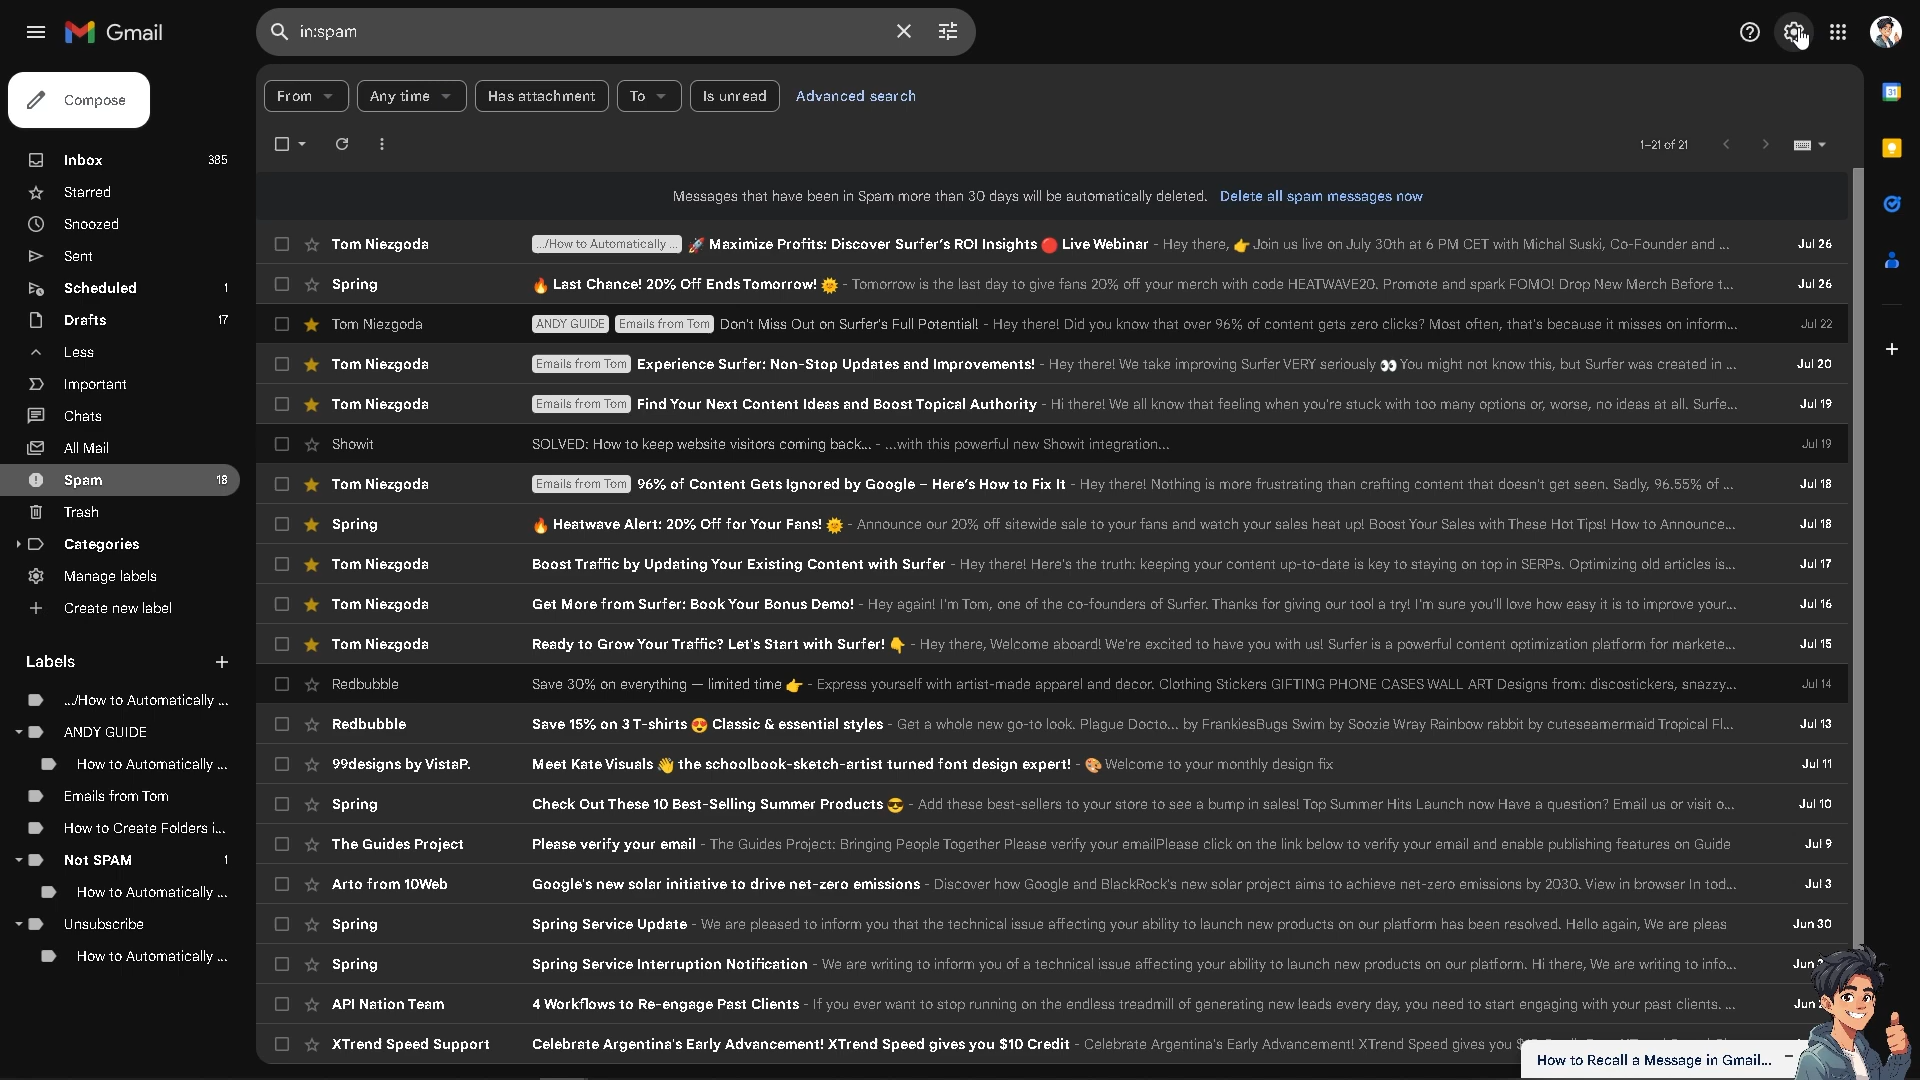 Gmail
in:spam
Compose
Inbox 385
Starred
Snoozed
Sent
Scheduled 1
Drafts 17
Less
Important
Chats
All Mail
Spam 18
Trash
Categories
Manage labels
Create new label
Labels
.../How to Automatically ...
ANDY GUIDE
How to Automatically ...
Emails from Tom
How to Create Folders i...
Not SPAM 1
How to Automatically ...
Unsubscribe
How to Automatically ...
From Any time Has attachment To Is unread Advanced search
1–21 of 21
Messages that have been in Spam more than 30 days will be automatically deleted. Delete all spam messages now
Tom Niezgoda .../How to Automatically ... 🚀 Maximize Profits: Discover Surfer's ROI Insights 🔴 Live Webinar - Hey there, 👉 Join us live on July 30th at 6 PM CET with Michal Suski, Co-Founder and ... Jul 26
Spring 🔥 Last Chance! 20% Off Ends Tomorrow! 🌞 - Tomorrow is the last day to give fans 20% off your merch with code HEATWAVE20. Promote and spark FOMO! Drop New Merch Before t... Jul 26
Tom Niezgoda ANDY GUIDE Emails from Tom Don't Miss Out on Surfer's Full Potential! - Hey there! Did you know that over 96% of content gets zero clicks? Most often, that's because it misses on inform... Jul 22
Tom Niezgoda Emails from Tom Experience Surfer: Non-Stop Updates and Improvements! - Hey there! We take improving Surfer VERY seriously 👀 You might not know this, but Surfer was created in ... Jul 20
Tom Niezgoda Emails from Tom Find Your Next Content Ideas and Boost Topical Authority - Hi there! We all know that feeling when you're stuck with too many options or, worse, no ideas at all. Surfe... Jul 19
Showit SOLVED: How to keep website visitors coming back... - ...with this powerful new Showit integration... Jul 19
Tom Niezgoda Emails from Tom 96% of Content Gets Ignored by Google – Here's How to Fix It - Hey there! Nothing is more frustrating than crafting content that doesn't get seen. Sadly, 96.55% of ... Jul 18
Spring 🔥 Heatwave Alert: 20% Off for Your Fans! 🌞 - Announce our 20% off sitewide sale to your fans and watch your sales heat up! Boost Your Sales with These Hot Tips! How to Announce... Jul 18
Tom Niezgoda Boost Traffic by Updating Your Existing Content with Surfer - Hey there! Here's the truth: keeping your content up-to-date is key to staying on top in SERPs. Optimizing old articles is... Jul 17
Tom Niezgoda Get More from Surfer: Book Your Bonus Demo! - Hey again! I'm Tom, one of the co-founders of Surfer. Thanks for giving our tool a try! I'm sure you'll love how easy it is to improve your... Jul 16
Tom Niezgoda Ready to Grow Your Traffic? Let's Start with Surfer! 👇 - Hey there, Welcome aboard! We're excited to have you with us! Surfer is a powerful content optimization platform for markete... Jul 15
Redbubble Save 30% on everything — limited time 👉 - Express yourself with artist-made apparel and decor. Clothing Stickers GIFTING PHONE CASES WALL ART Designs from: discostickers, snazzy... Jul 14
Redbubble Save 15% on 3 T-shirts 😍 Classic & essential styles - Get a whole new go-to look. Plague Docto... by FrankiesBugs Swim by Soozie Wray Rainbow rabbit by cuteseamermaid Tropical Fl... Jul 13
99designs by VistaP. Meet Kate Visuals 👋 the schoolbook-sketch-artist turned font design expert! - 🎨 Welcome to your monthly design fix Jul 11
Spring Check Out These 10 Best-Selling Summer Products 😎 - Add these best-sellers to your store to see a bump in sales! Top Summer Hits Launch now Have a question? Email us or visit o... Jul 10
The Guides Project Please verify your email - The Guides Project: Bringing People Together Please verify your emailPlease click on the link below to verify your email and enable publishing features on Guide Jul 9
Arto from 10Web Google's new solar initiative to drive net-zero emissions - Discover how Google and BlackRock's new solar project aims to achieve net-zero emissions by 2030. View in browser In tod... Jul 3
Spring Spring Service Update - We are pleased to inform you that the technical issue affecting your ability to launch new products on our platform has been resolved. Hello again, We are pleas Jun 30
Spring Spring Service Interruption Notification - We are writing to inform you of a technical issue affecting your ability to launch new products on our platform. Hi there, We are writing to info... Jun
API Nation Team 4 Workflows to Re-engage Past Clients - If you ever want to stop running on the endless treadmill of generating new leads every day, you need to start engaging with your past clients. ... Jun
XTrend Speed Support Celebrate Argentina's Early Advancement! XTrend Speed gives you $10 Credit - Celebrate Argentina's Early Advancement! XTrend Speed gives you
How to Recall a Message in Gmail...